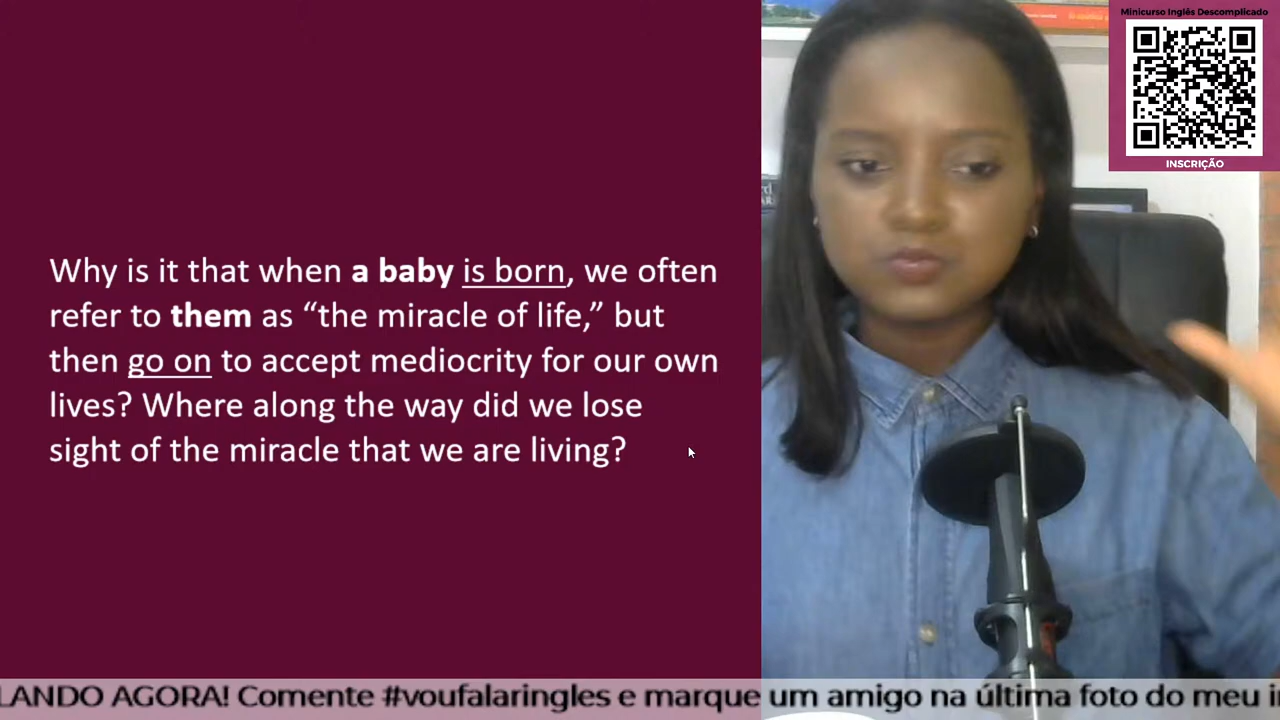 Minicurso Inglês Descomplicado
INSCRIÇÃO
Why is it that when a baby is born, we often
refer to them as “the miracle of life,” but
then go on to accept mediocrity for our own
lives? Where along the way did we lose
sight of the miracle that we are living?
LANDO AGORA! Comente #voufalaringles e marque um amigo na última foto do meu i